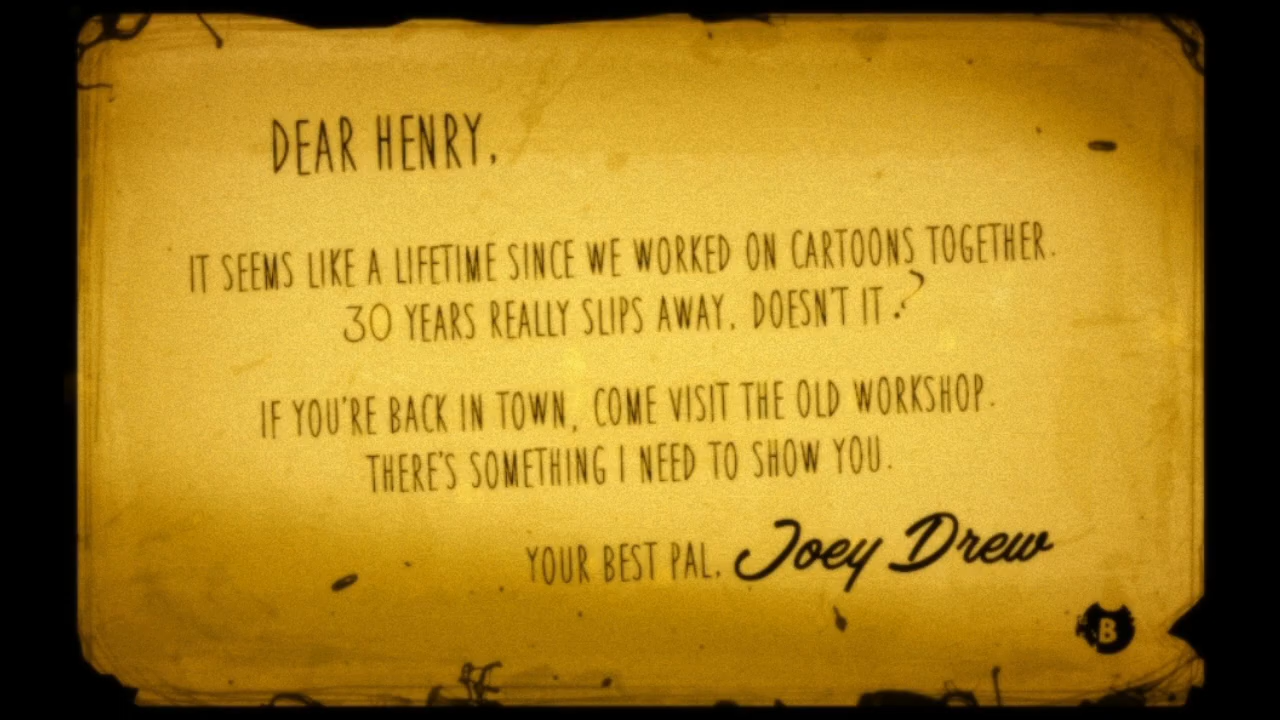 DEAR HENRY,
IT SEEMS LIKE A LIFETIME SINCE WE WORKED ON CARTOONS TOGETHER.
30 YEARS REALLY SLIPS AWAY, DOESN'T IT?
IF YOU'RE BACK IN TOWN, COME VISIT THE OLD WORKSHOP.
THERE'S SOMETHING I NEED TO SHOW YOU.
YOUR BEST PAL, Joey Drew
B